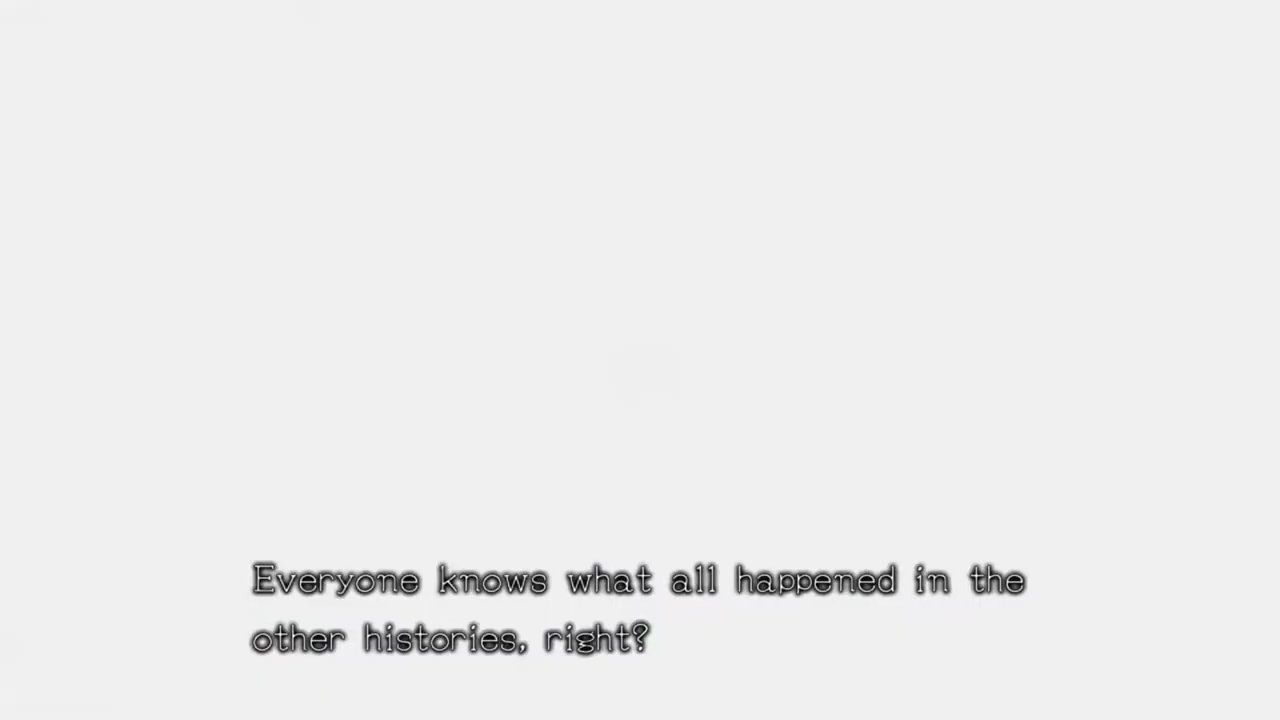 Everyone knows what all happened in the
other histories, right?